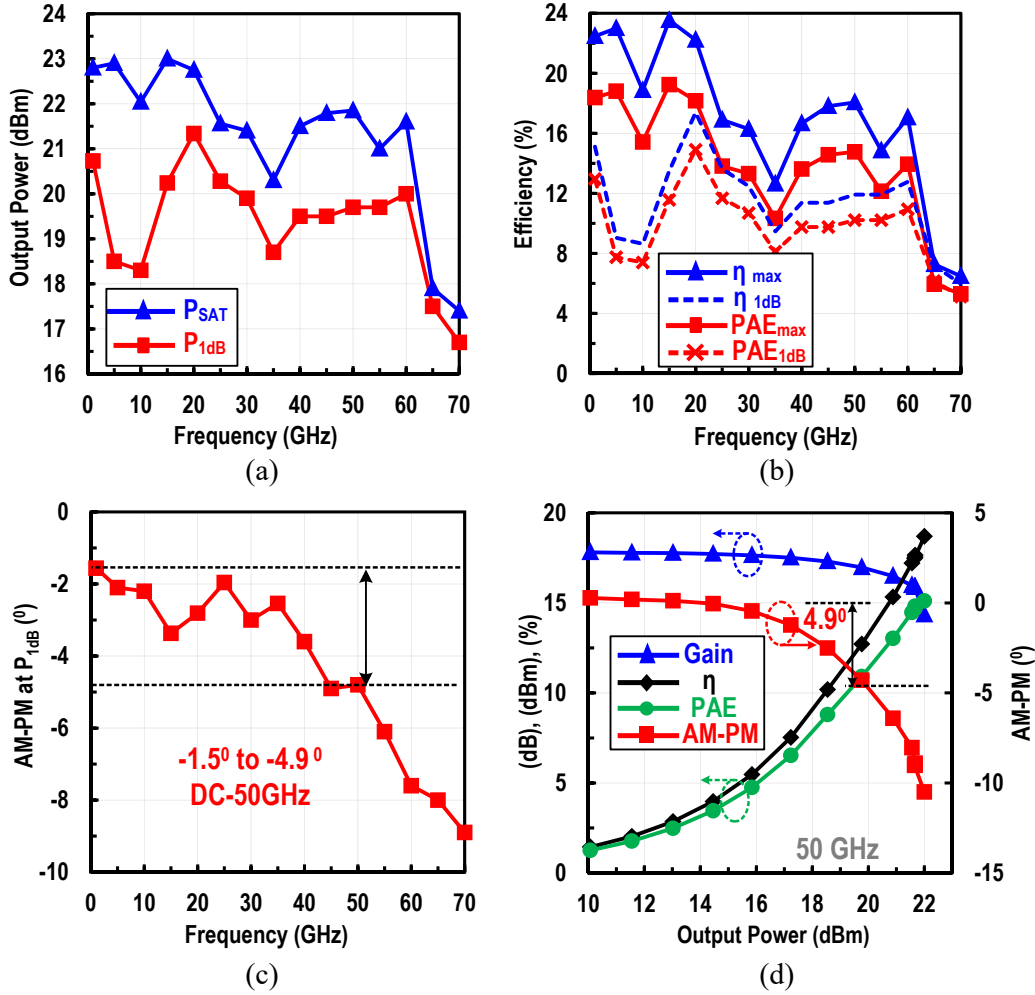 24
23
22
21
20
19
18
17
16
Output Power (dBm)
P_SAT
P_1dB
0 10 20 30 40 50 60 70
Frequency (GHz)
(a)
24
20
16
12
8
4
0
Efficiency (%)
η max
η 1dB
PAE_max
PAE_1dB
0 10 20 30 40 50 60 70
Frequency (GHz)
(b)
0
-2
-4
-6
-8
-10
AM-PM at P_1dB (⁰)
-1.5⁰ to -4.9⁰
DC-50GHz
0 10 20 30 40 50 60 70
Frequency (GHz)
(c)
20
15
10
5
0
(dB), (dBm), (%)
4.9⁰
Gain
η
PAE
AM-PM
50 GHz
5
0
-5
-10
-15
AM-PM (⁰)
10 12 14 16 18 20 22
Output Power (dBm)
(d)